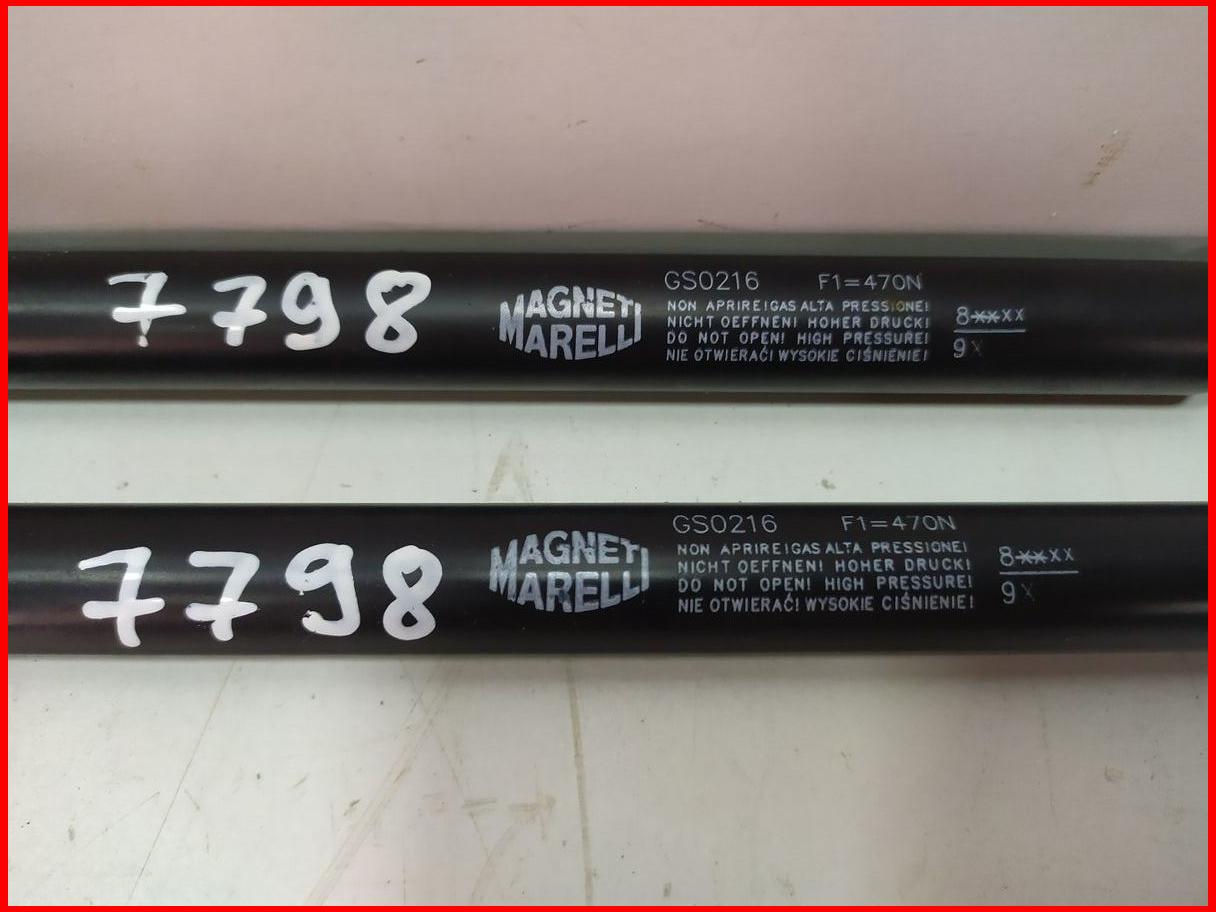 7798
MAGNETI
MARELLI
GS0216 F1=470N
NON APRIRE!GAS ALTA PRESSIONE!
NICHT OEFFNEN! HOHER DRUCK!
DO NOT OPEN! HIGH PRESSURE!
NIE OTWIERAĆ! WYSOKIE CIŚNIENIE!
8xxxx
9x
7798
MAGNETI
MARELLI
GS0216 F1=470N
NON APRIRE!GAS ALTA PRESSIONE!
NICHT OEFFNEN! HOHER DRUCK!
DO NOT OPEN! HIGH PRESSURE!
NIE OTWIERAĆ! WYSOKIE CIŚNIENIE!
8xxxx
9x